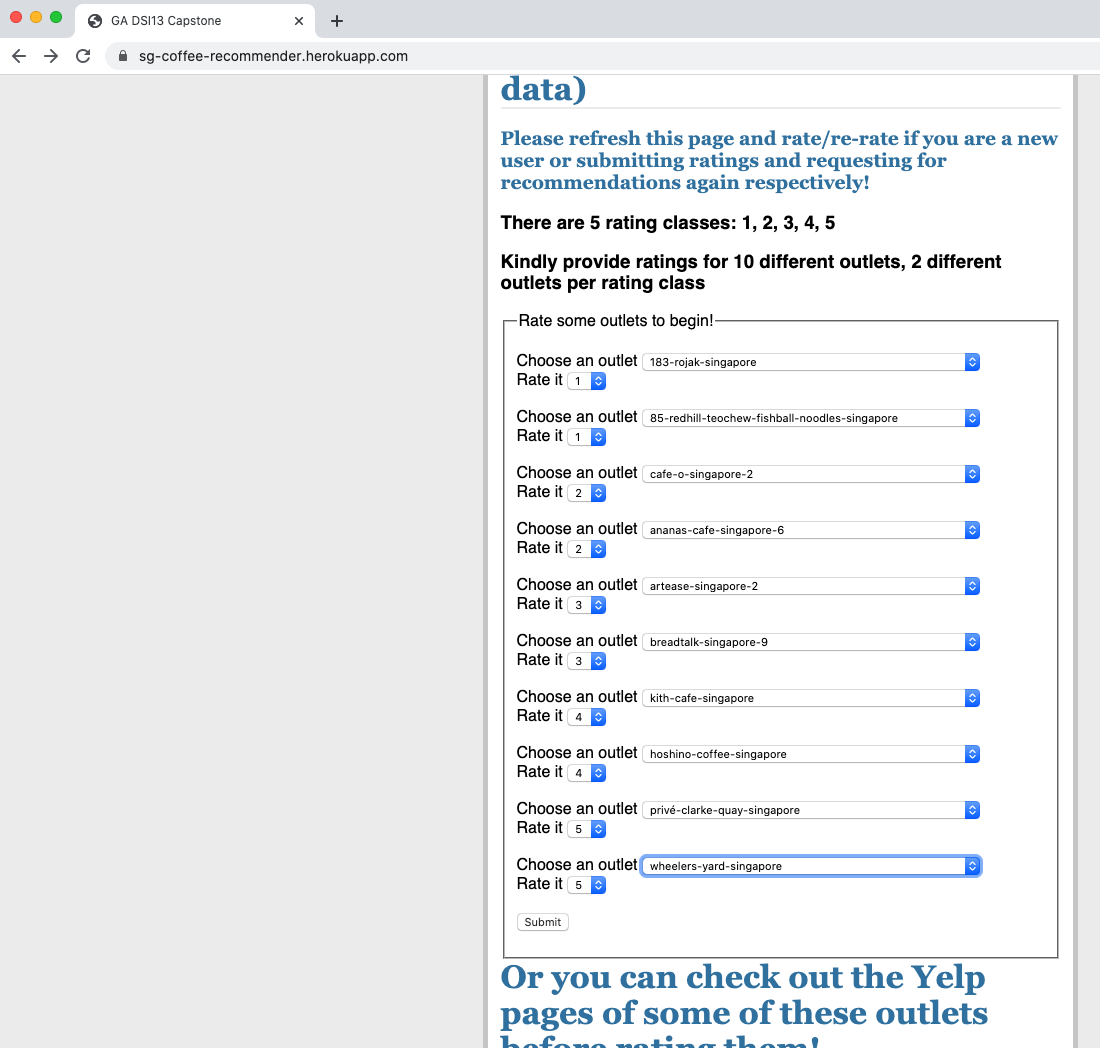 GA DSI13 Capstone
sg-coffee-recommender.herokuapp.com
data)
Please refresh this page and rate/re-rate if you are a new
user or submitting ratings and requesting for
recommendations again respectively!
There are 5 rating classes: 1, 2, 3, 4, 5
Kindly provide ratings for 10 different outlets, 2 different
outlets per rating class
Rate some outlets to begin!
Choose an outlet 183-rojak-singapore
Rate it 1
Choose an outlet 85-redhill-teochew-fishball-noodles-singapore
Rate it 1
Choose an outlet cafe-o-singapore-2
Rate it 2
Choose an outlet ananas-cafe-singapore-6
Rate it 2
Choose an outlet artease-singapore-2
Rate it 3
Choose an outlet breadtalk-singapore-9
Rate it 3
Choose an outlet kith-cafe-singapore
Rate it 4
Choose an outlet hoshino-coffee-singapore
Rate it 4
Choose an outlet privé-clarke-quay-singapore
Rate it 5
Choose an outlet wheelers-yard-singapore
Rate it 5
Submit
Or you can check out the Yelp
pages of some of these outlets
before rating them!